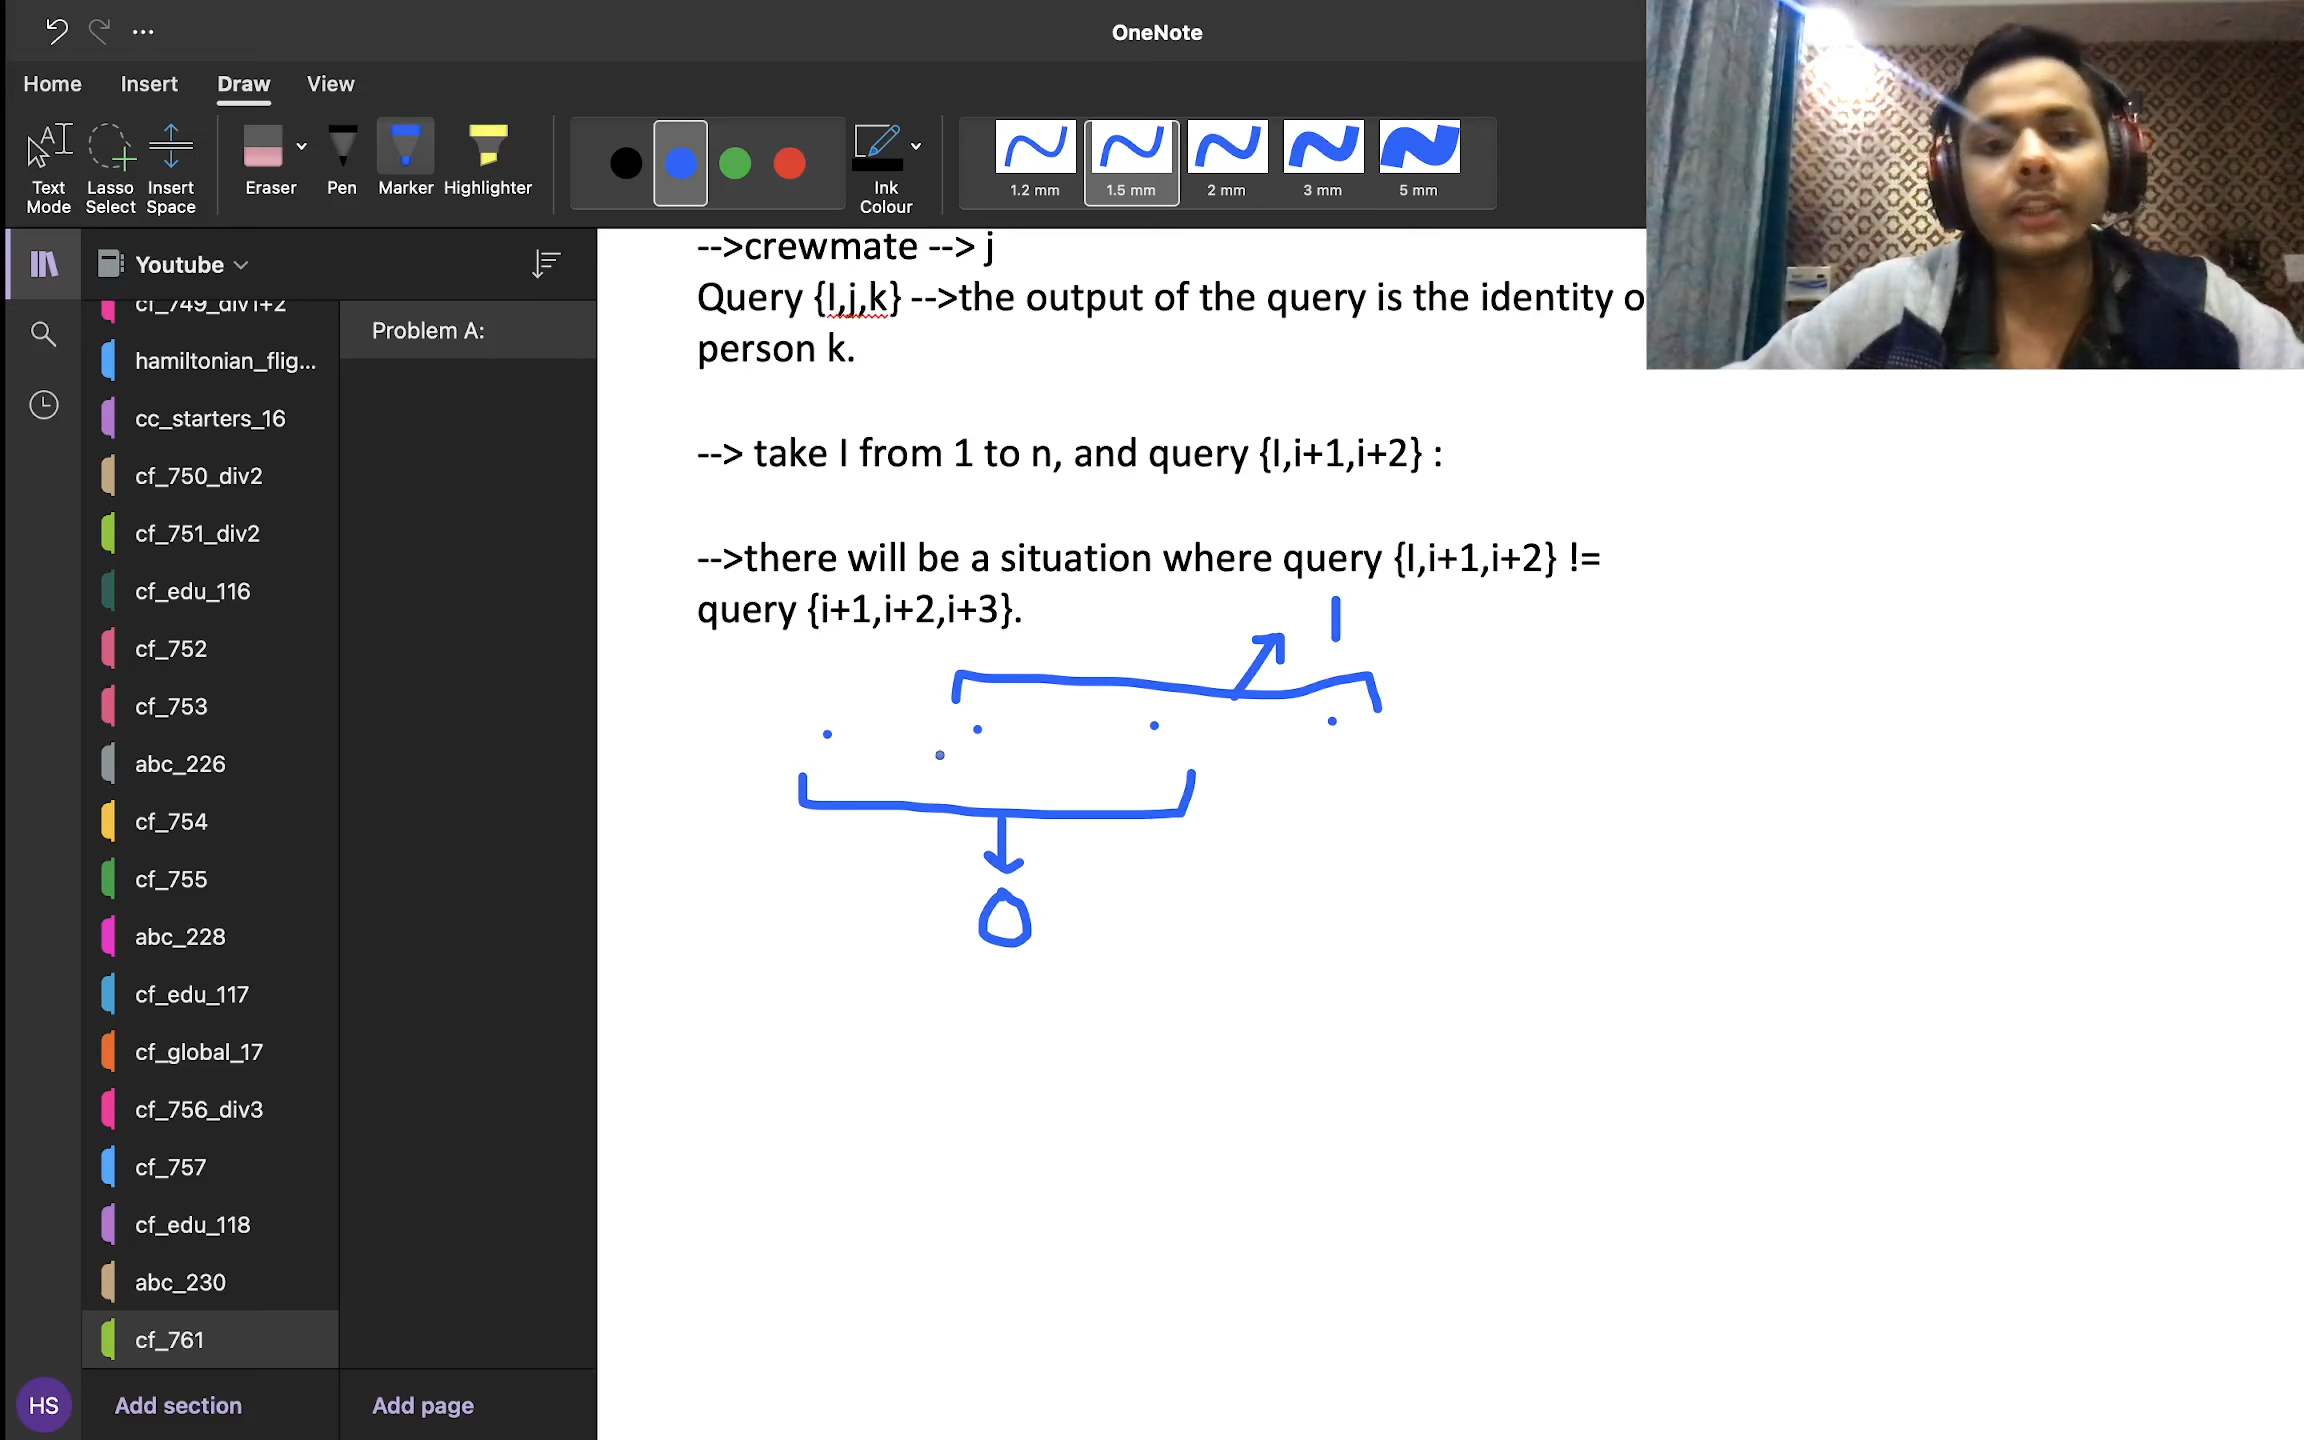 OneNote
Home Insert Draw View
Text Mode
Lasso Select
Insert Space
Eraser
Pen
Marker
Highlighter
Ink Colour
1.2 mm
1.5 mm
2 mm
3 mm
5 mm
Youtube
cf_749_div1+2
hamiltonian_flig...
cc_starters_16
cf_750_div2
cf_751_div2
cf_edu_116
cf_752
cf_753
abc_226
cf_754
cf_755
abc_228
cf_edu_117
cf_global_17
cf_756_div3
cf_757
cf_edu_118
abc_230
cf_761
HS
Add section
Problem A:
Add page
-->crewmate --> j
Query {I,j,k} -->the output of the query is the identity o
person k.
--> take I from 1 to n, and query {I,i+1,i+2} :
-->there will be a situation where query {I,i+1,i+2} !=
query {i+1,i+2,i+3}.
1
0